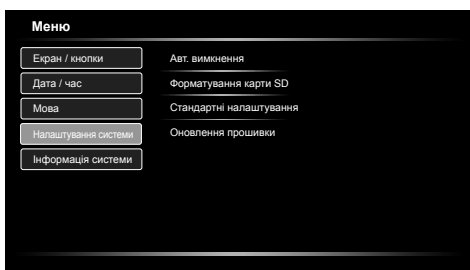 Меню
Екран / кнопки
Авт. вимкнення
Дата / час
Форматування карти SD
Мова
Стандартні налаштування
Налаштування системи
Оновлення прошивки
Інформація системи